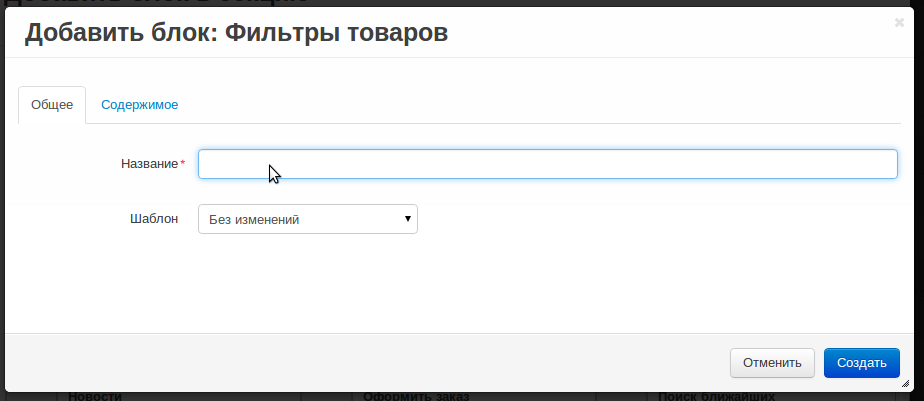 Добавить блок: Фильтры товаров
×
Общее Содержимое
Название*
Шаблон Без изменений
Отменить Создать
Новости Оформить заказ Поиск ближайших